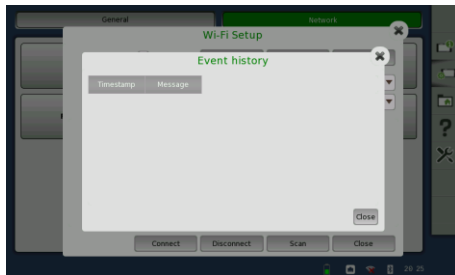 General
Network
Wi-Fi Setup
Event history
Timestamp Message
Close
Connect Disconnect Scan Close
20 25